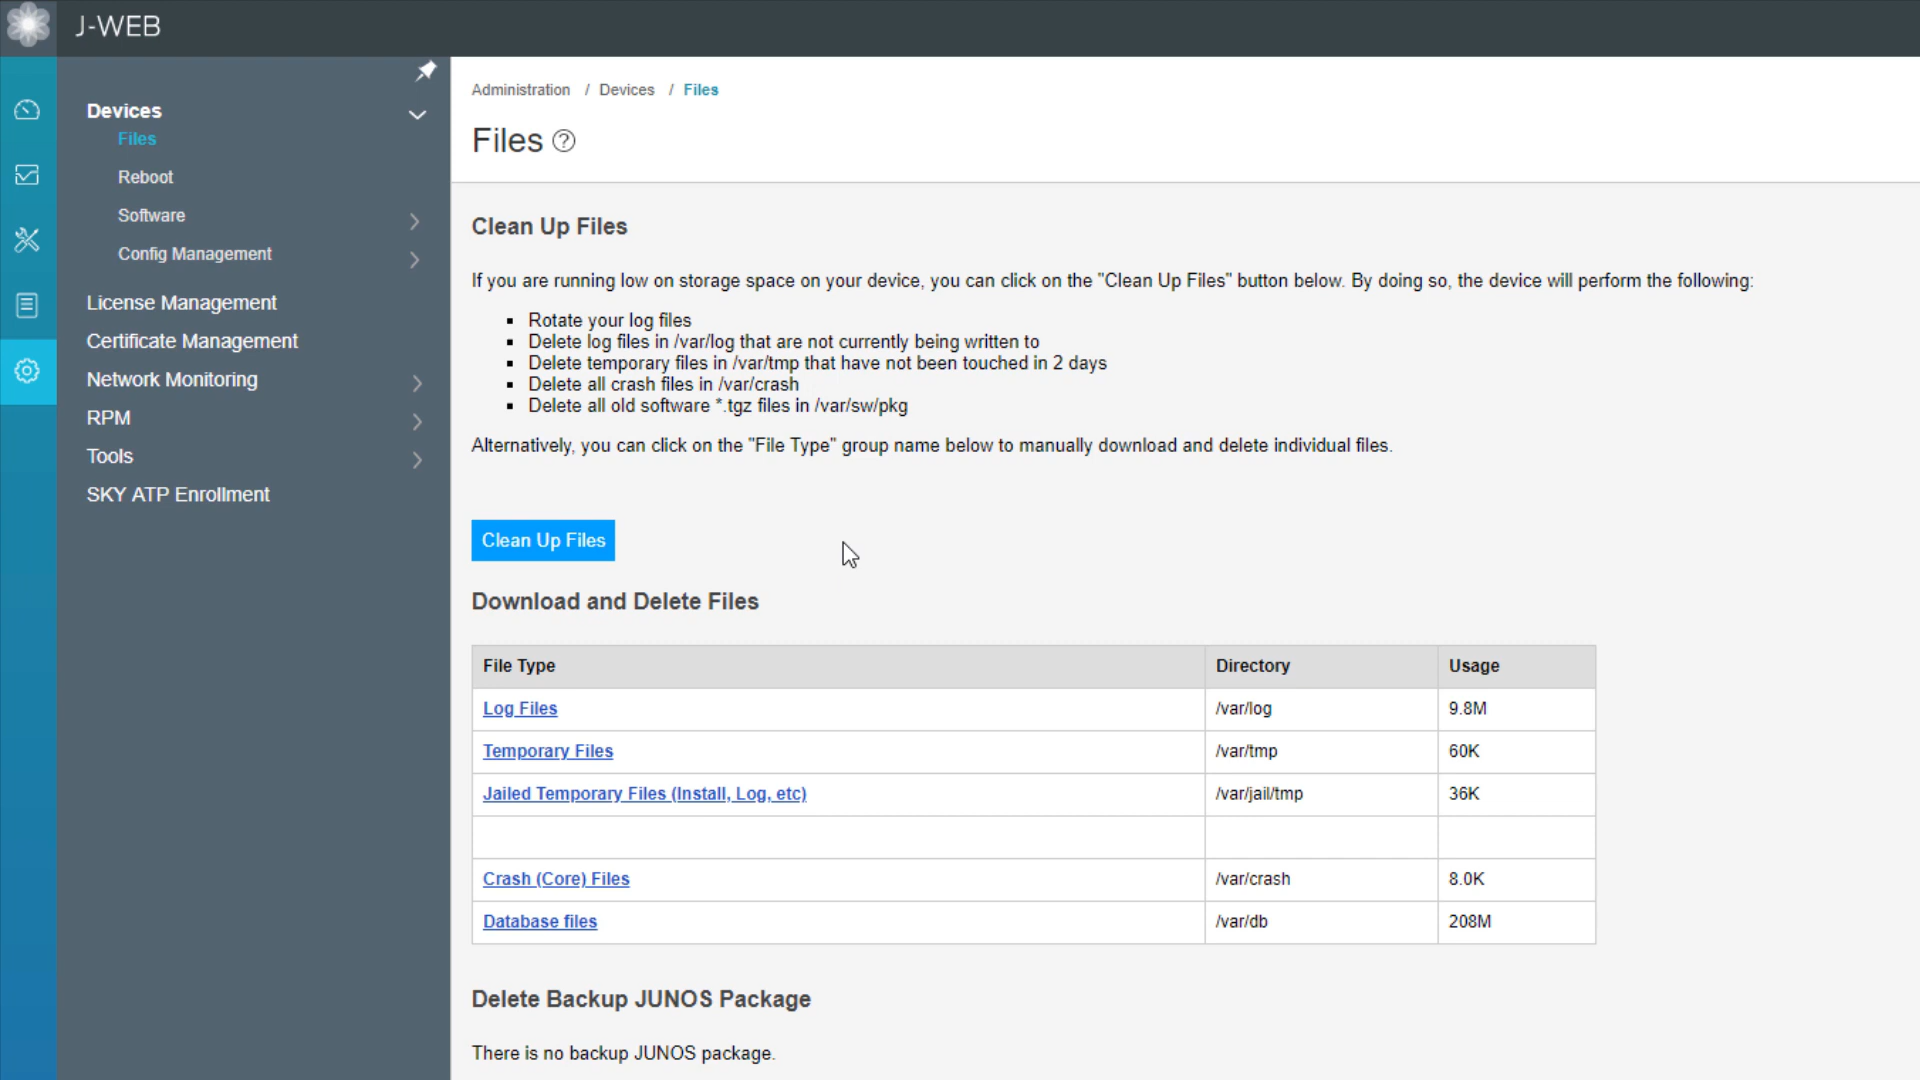 J-WEB
Devices
Files
Reboot
Software
Config Management
License Management
Certificate Management
Network Monitoring
RPM
Tools
SKY ATP Enrollment
Administration / Devices / Files
Files ?
Clean Up Files
If you are running low on storage space on your device, you can click on the "Clean Up Files" button below. By doing so, the device will perform the following:
▪ Rotate your log files
▪ Delete log files in /var/log that are not currently being written to
▪ Delete temporary files in /var/tmp that have not been touched in 2 days
▪ Delete all crash files in /var/crash
▪ Delete all old software *.tgz files in /var/sw/pkg
Alternatively, you can click on the "File Type" group name below to manually download and delete individual files.
Clean Up Files
Download and Delete Files
File Type Directory Usage
Log Files /var/log 9.8M
Temporary Files /var/tmp 60K
Jailed Temporary Files (Install, Log, etc) /var/jail/tmp 36K
Crash (Core) Files /var/crash 8.0K
Database files /var/db 208M
Delete Backup JUNOS Package
There is no backup JUNOS package.